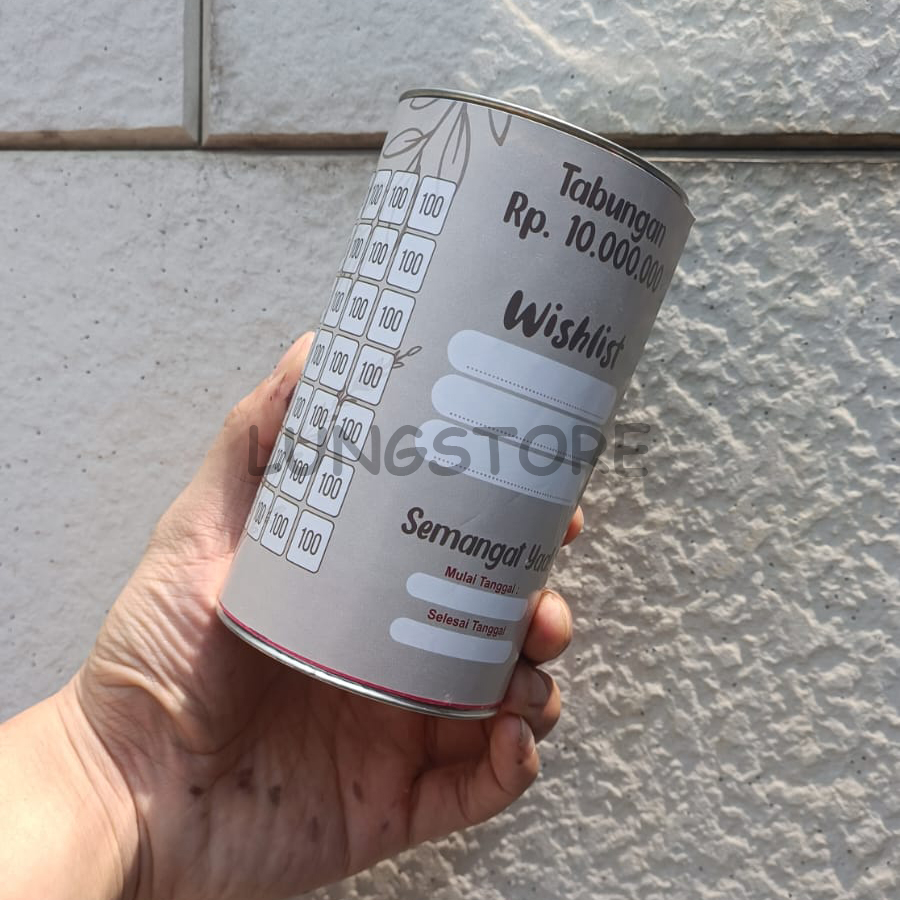 Tabungan
Rp. 10.000.000
Wishlist
Semangat Yaa
Mulai Tanggal :
Selesai Tanggal
100 100 100
100 100 100
100 100 100
100 100 100
100 100
100 100
100 100 100
LUNGSTORE